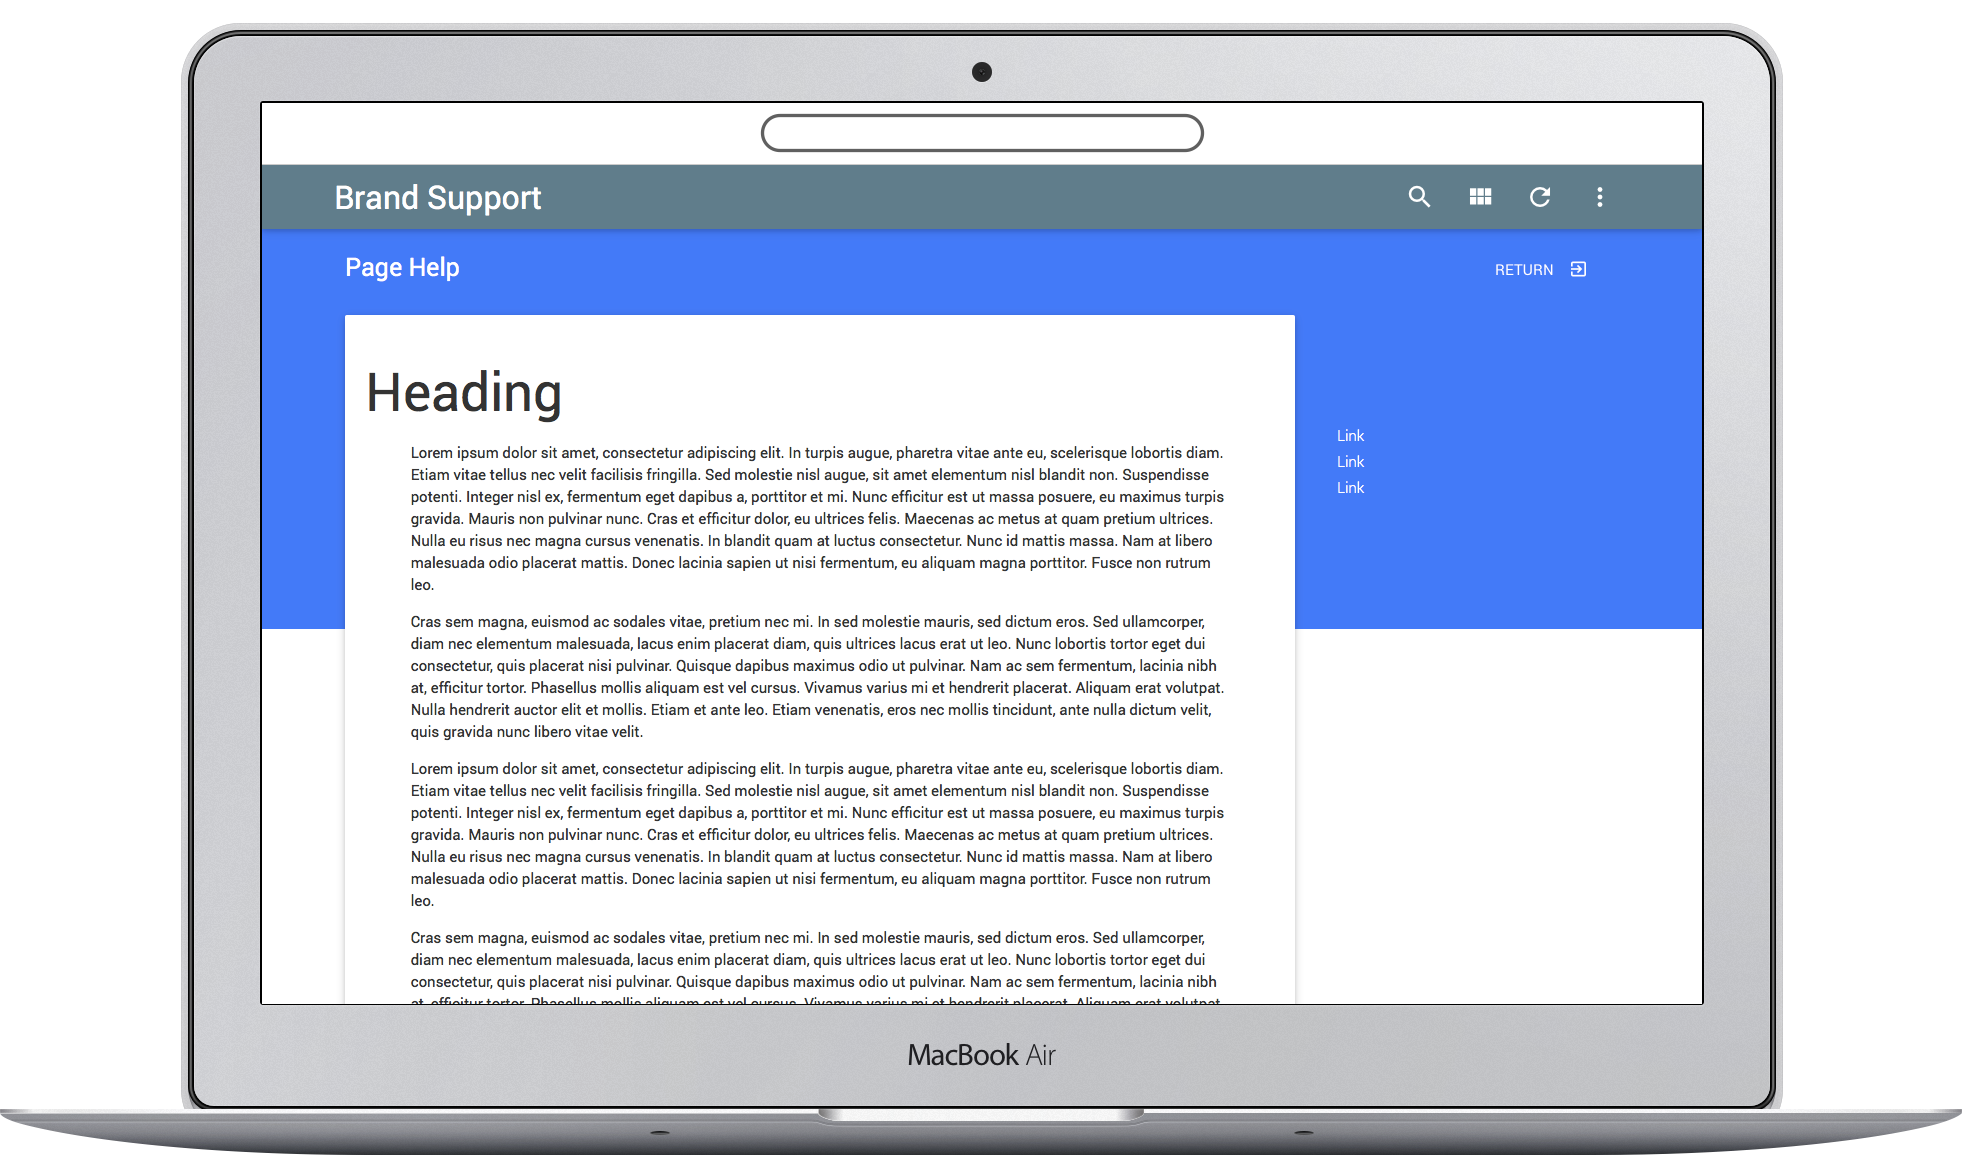 Brand Support
Page Help
RETURN
Heading
Lorem ipsum dolor sit amet, consectetur adipiscing elit. In turpis augue, pharetra vitae ante eu, scelerisque lobortis diam.
Etiam vitae tellus nec velit facilisis fringilla. Sed molestie nisl augue, sit amet elementum nisl blandit non. Suspendisse
potenti. Integer nisl ex, fermentum eget dapibus a, porttitor et mi. Nunc efficitur est ut massa posuere, eu maximus turpis
gravida. Mauris non pulvinar nunc. Cras et efficitur dolor, eu ultrices felis. Maecenas ac metus at quam pretium ultrices.
Nulla eu risus nec magna cursus venenatis. In blandit quam at luctus consectetur. Nunc id mattis massa. Nam at libero
malesuada odio placerat mattis. Donec lacinia sapien ut nisi fermentum, eu aliquam magna porttitor. Fusce non rutrum
leo.
Cras sem magna, euismod ac sodales vitae, pretium nec mi. In sed molestie mauris, sed dictum eros. Sed ullamcorper,
diam nec elementum malesuada, lacus enim placerat diam, quis ultrices lacus erat ut leo. Nunc lobortis tortor eget dui
consectetur, quis placerat nisi pulvinar. Quisque dapibus maximus odio ut pulvinar. Nam ac sem fermentum, lacinia nibh
at, efficitur tortor. Phasellus mollis aliquam est vel cursus. Vivamus varius mi et hendrerit placerat. Aliquam erat volutpat.
Nulla hendrerit auctor elit et mollis. Etiam et ante leo. Etiam venenatis, eros nec mollis tincidunt, ante nulla dictum velit,
quis gravida nunc libero vitae velit.
Lorem ipsum dolor sit amet, consectetur adipiscing elit. In turpis augue, pharetra vitae ante eu, scelerisque lobortis diam.
Etiam vitae tellus nec velit facilisis fringilla. Sed molestie nisl augue, sit amet elementum nisl blandit non. Suspendisse
potenti. Integer nisl ex, fermentum eget dapibus a, porttitor et mi. Nunc efficitur est ut massa posuere, eu maximus turpis
gravida. Mauris non pulvinar nunc. Cras et efficitur dolor, eu ultrices felis. Maecenas ac metus at quam pretium ultrices.
Nulla eu risus nec magna cursus venenatis. In blandit quam at luctus consectetur. Nunc id mattis massa. Nam at libero
malesuada odio placerat mattis. Donec lacinia sapien ut nisi fermentum, eu aliquam magna porttitor. Fusce non rutrum
leo.
Cras sem magna, euismod ac sodales vitae, pretium nec mi. In sed molestie mauris, sed dictum eros. Sed ullamcorper,
diam nec elementum malesuada, lacus enim placerat diam, quis ultrices lacus erat ut leo. Nunc lobortis tortor eget dui
consectetur, quis placerat nisi pulvinar. Quisque dapibus maximus odio ut pulvinar. Nam ac sem fermentum, lacinia nibh
at, efficitur tortor. Phasellus mollis aliquam est vel cursus. Vivamus varius mi et hendrerit placerat. Aliquam erat volutpat.
Link
Link
Link
MacBook Air